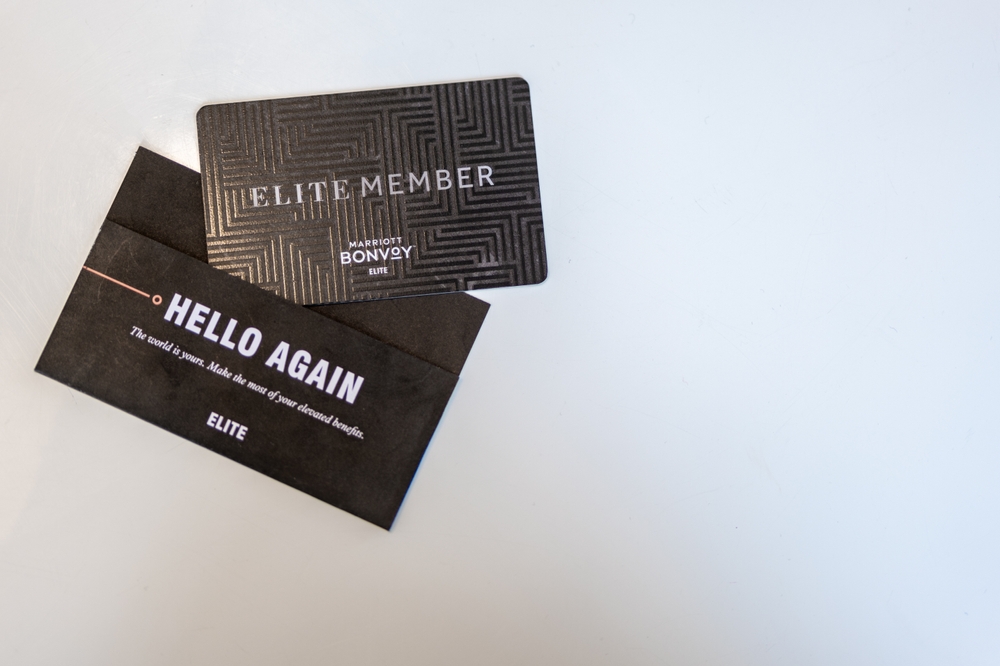 ELITE MEMBER
MARRIOTT
BONVOY
ELITE
HELLO AGAIN
The world is yours. Make the most of your elevated benefits.
ELITE